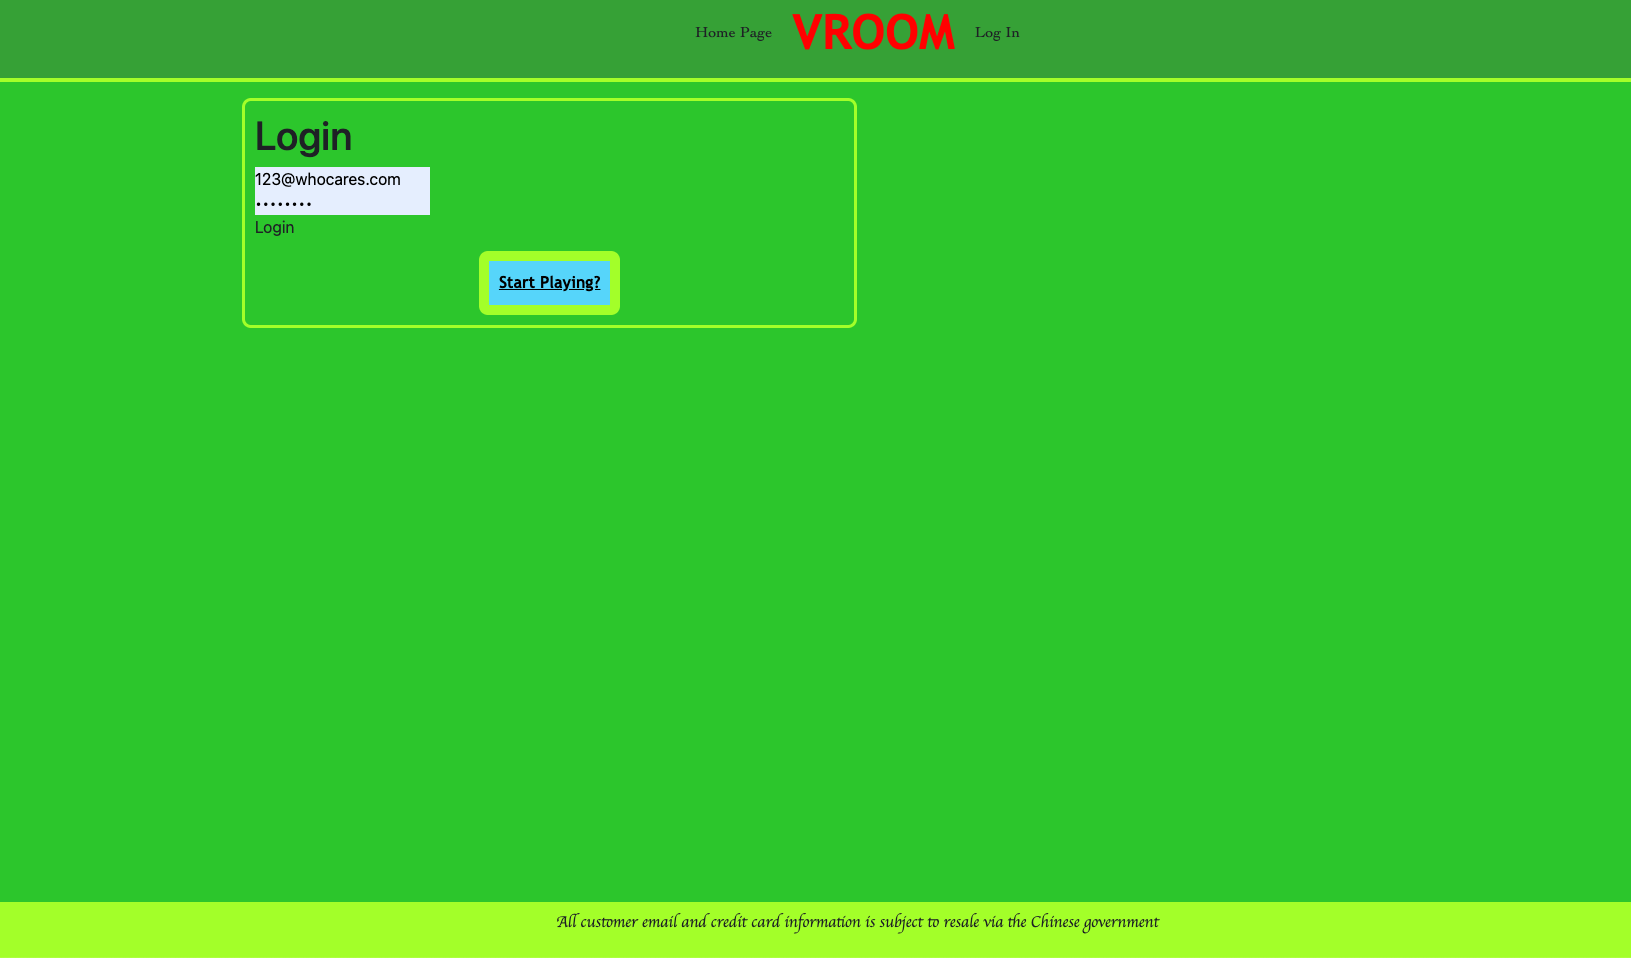 Home Page VROOM Log In
Login
123@whocares.com
••••••••
Login
Start Playing?
All customer email and credit card information is subject to resale via the Chinese government